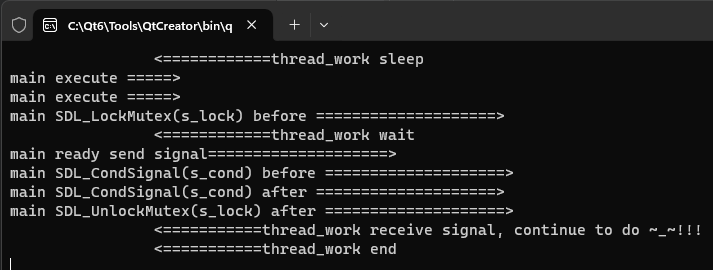 C:\Qt6\Tools\QtCreator\bin\q
<============thread_work sleep
main execute =====>
main execute =====>
main SDL_LockMutex(s_lock) before ====================>
<============thread_work wait
main ready send signal====================>
main SDL_CondSignal(s_cond) before ====================>
main SDL_CondSignal(s_cond) after ====================>
main SDL_UnlockMutex(s_lock) after ====================>
<===========thread_work receive signal, continue to do ~_~!!!
<===========thread_work end